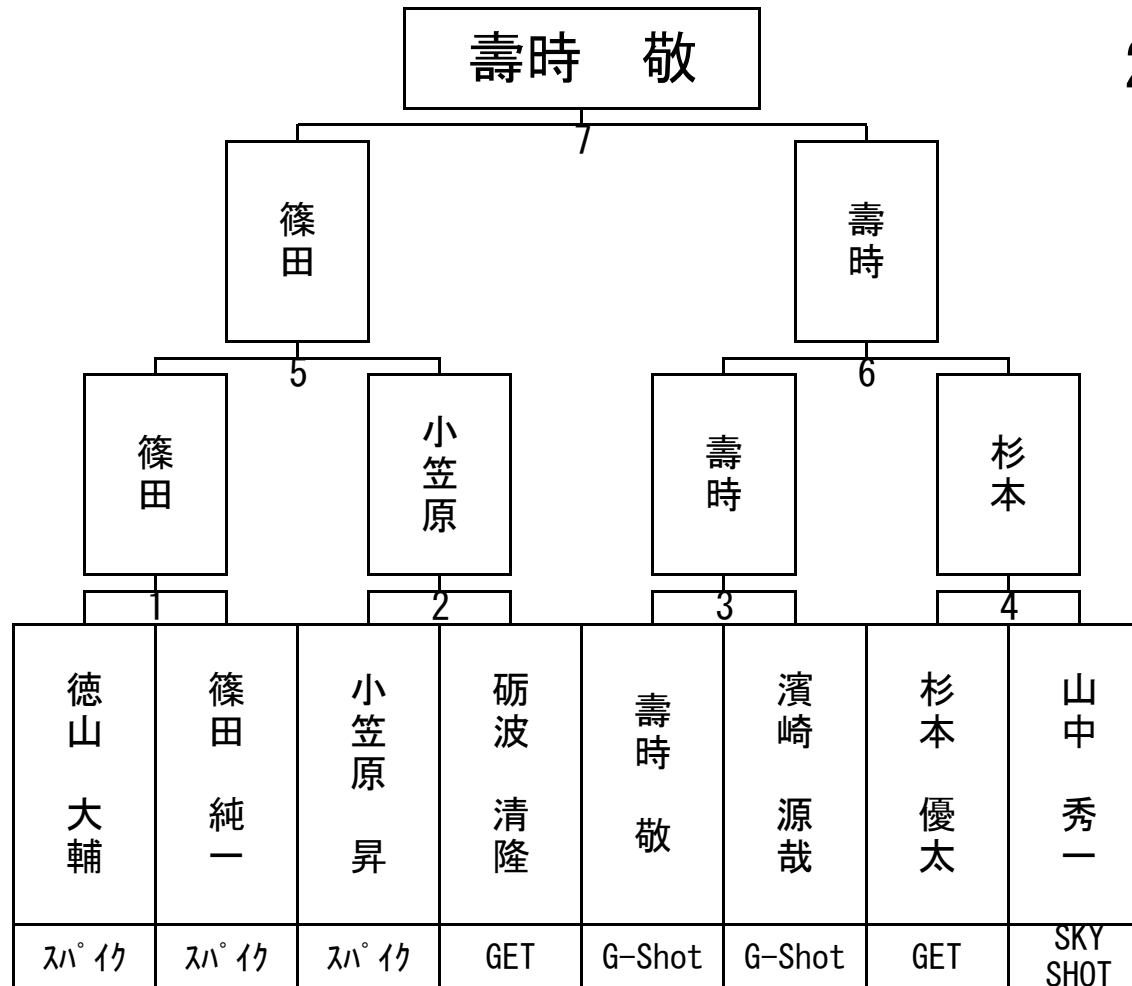 壽時 敬
7
篠田
壽時
5
6
篠田
小笠原
壽時
杉本
1
2
3
4
徳山 大輔
篠田 純一
小笠原 昇
砺波 清隆
壽時 敬
濱崎 源哉
杉本 優太
山中 秀一
ｽﾊﾟｲｸ
ｽﾊﾟｲｸ
ｽﾊﾟｲｸ
GET
G-Shot
G-Shot
GET
SKY
SHOT